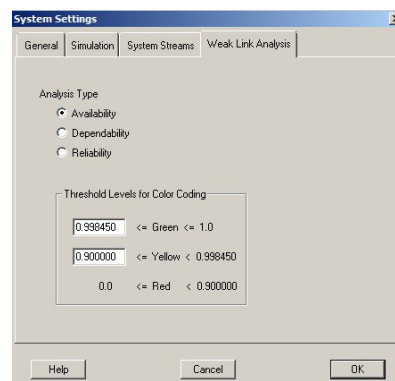 System Settings
General Simulation System Streams Weak Link Analysis
Analysis Type
Availability
Dependability
Reliability
Threshold Levels for Color Coding
0.998450 <= Green <= 1.0
0.900000 <= Yellow < 0.998450
0.0 <= Red < 0.900000
Help Cancel OK